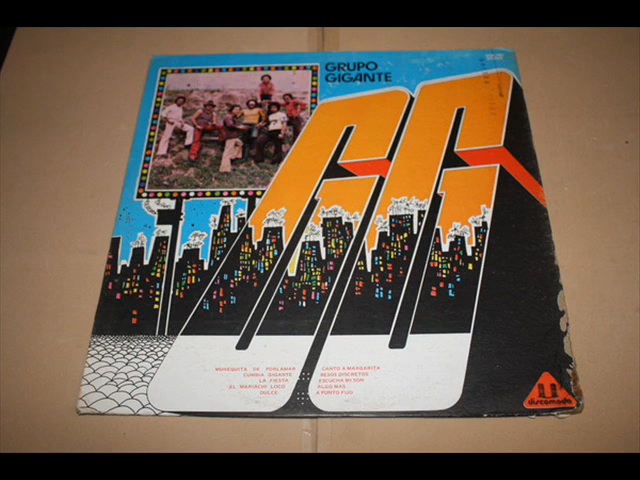 GRUPO
GIGANTE
GG
MUÑEQUITA DE PORLAMAR
CUMBIA GIGANTE
LA FIESTA
EL MARIACHI LOCO
DULCE
CANTO A MARGARITA
BESOS DISCRETOS
ESCUCHA MI SON
ALGO MAS
A PUNTO FIJO
discomoda